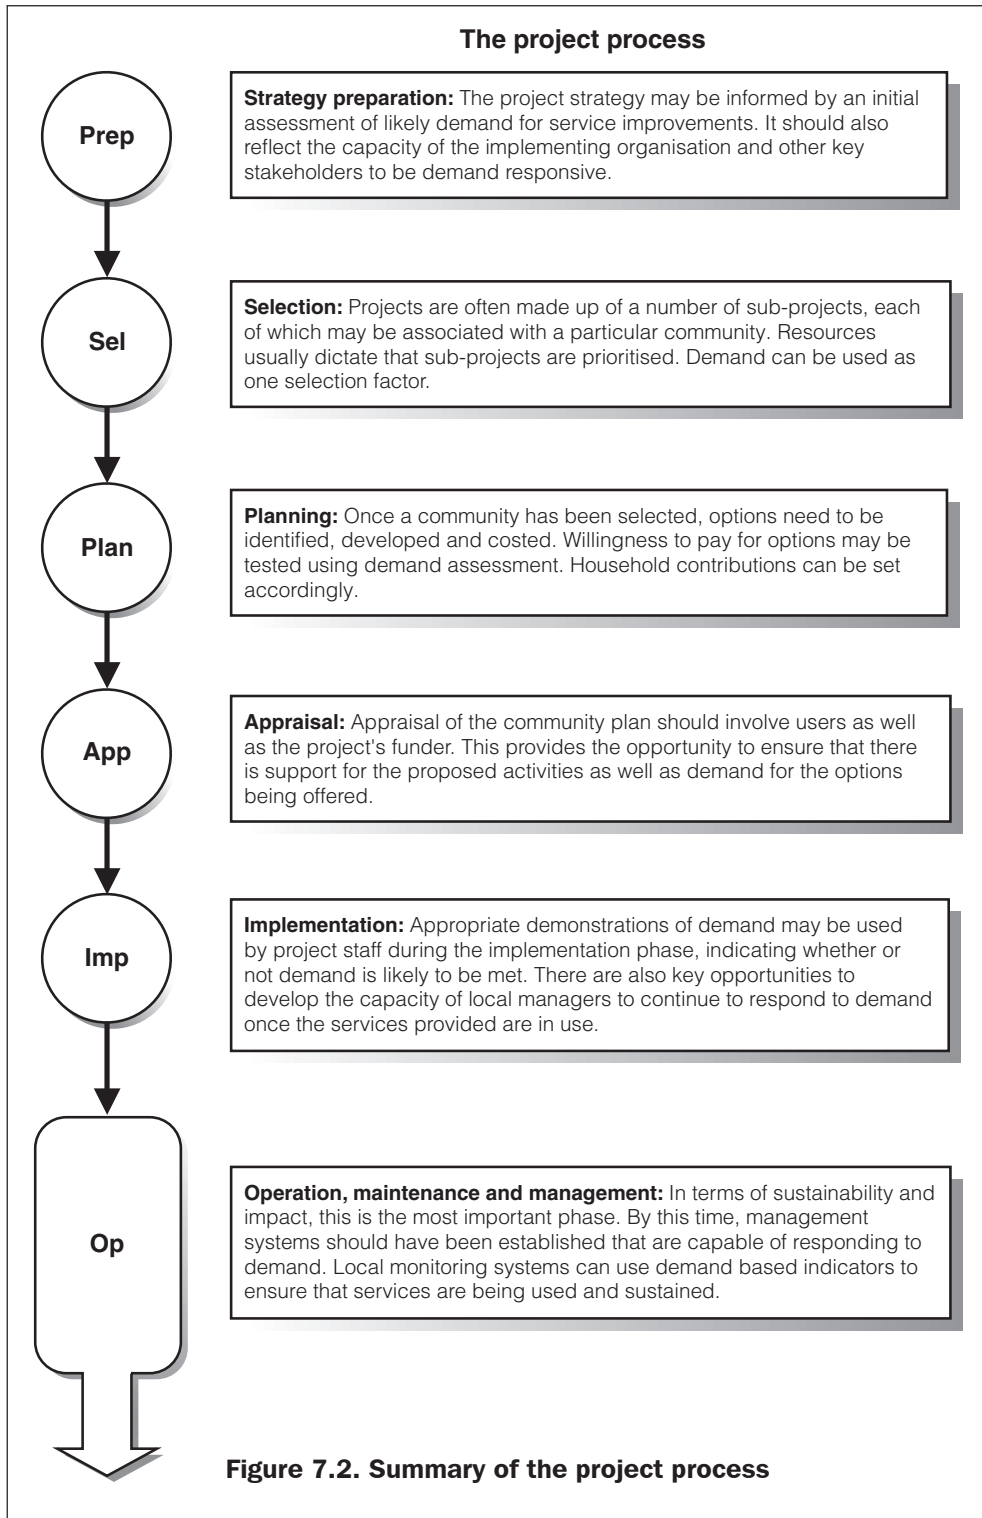 The project process
Prep
Strategy preparation: The project strategy may be informed by an initial
assessment of likely demand for service improvements. It should also
reflect the capacity of the implementing organisation and other key
stakeholders to be demand responsive.
Sel
Selection: Projects are often made up of a number of sub-projects, each
of which may be associated with a particular community. Resources
usually dictate that sub-projects are prioritised. Demand can be used as
one selection factor.
Plan
Planning: Once a community has been selected, options need to be
identified, developed and costed. Willingness to pay for options may be
tested using demand assessment. Household contributions can be set
accordingly.
App
Appraisal: Appraisal of the community plan should involve users as well
as the project's funder. This provides the opportunity to ensure that there
is support for the proposed activities as well as demand for the options
being offered.
Imp
Implementation: Appropriate demonstrations of demand may be used
by project staff during the implementation phase, indicating whether or
not demand is likely to be met. There are also key opportunities to
develop the capacity of local managers to continue to respond to demand
once the services provided are in use.
Op
Operation, maintenance and management: In terms of sustainability and
impact, this is the most important phase. By this time, management
systems should have been established that are capable of responding to
demand. Local monitoring systems can use demand based indicators to
ensure that services are being used and sustained.
Figure 7.2. Summary of the project process